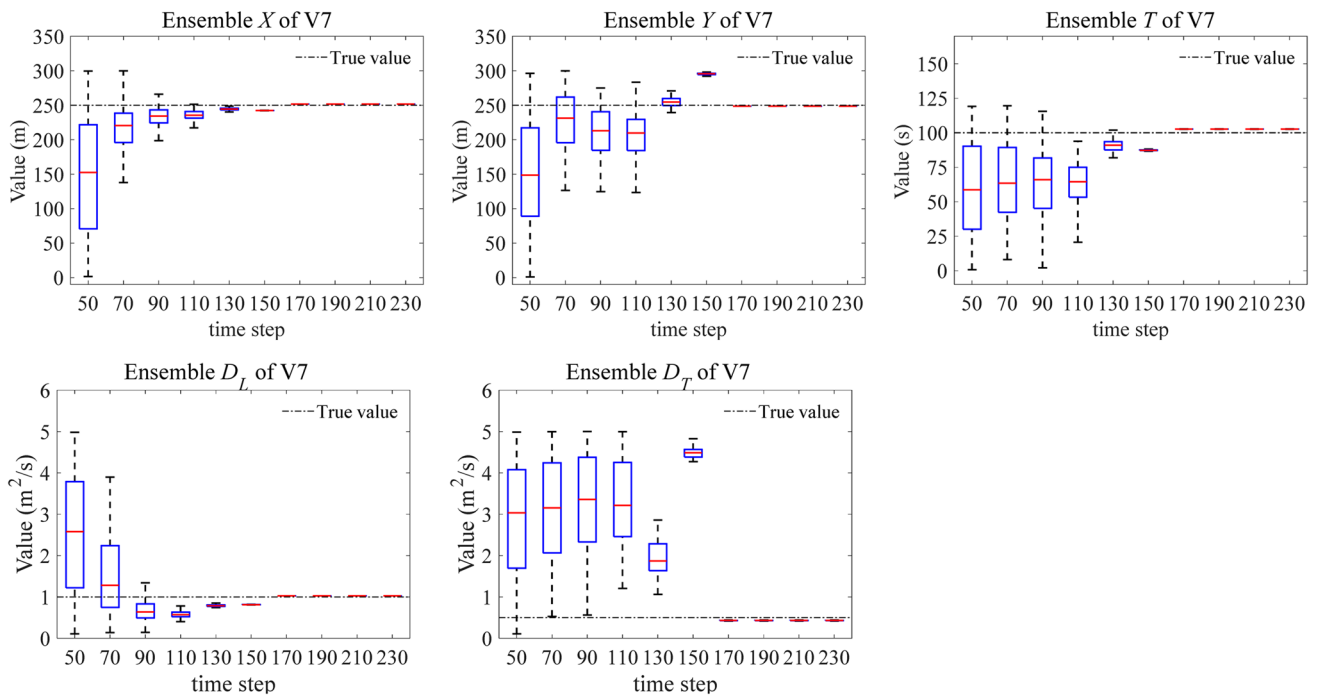 Ensemble X of V7
Value (m)
350
300
250
200
150
100
50
0
True value
50 70 90 110 130 150 170 190 210 230
time step
Ensemble Y of V7
Value (m)
350
300
250
200
150
100
50
0
True value
50 70 90 110 130 150 170 190 210 230
time step
Ensemble T of V7
Value (s)
150
125
100
75
50
25
0
True value
50 70 90 110 130 150 170 190 210 230
time step
Ensemble D_L of V7
Value (m²/s)
6
5
4
3
2
1
0
True value
50 70 90 110 130 150 170 190 210 230
time step
Ensemble D_T of V7
Value (m²/s)
6
5
4
3
2
1
0
True value
50 70 90 110 130 150 170 190 210 230
time step